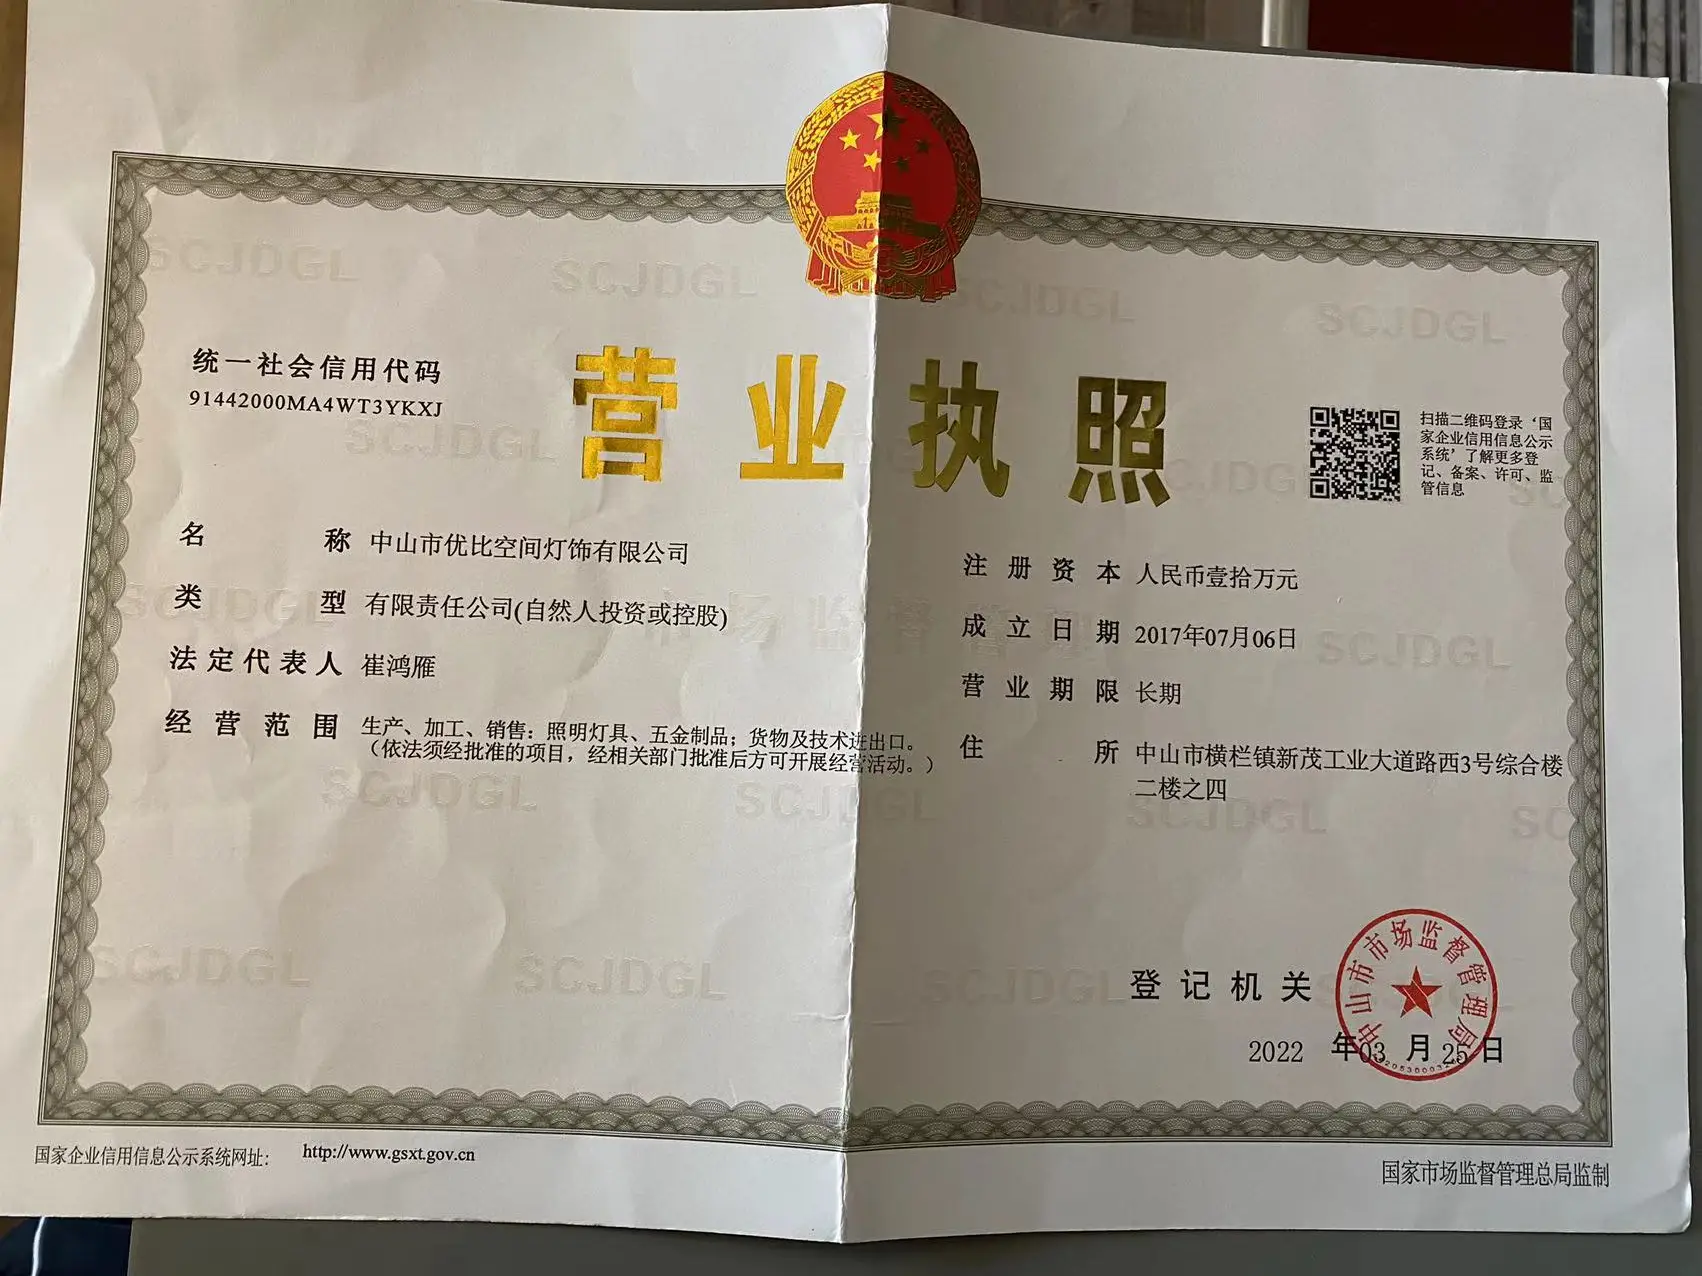 统一社会信用代码
91442000MA4WT3YKXJ
营业执照
扫描二维码登录‘国
家企业信用信息公示
系统’了解更多登
记、备案、许可、监
管信息
名称 中山市优比空间灯饰有限公司
类型 有限责任公司(自然人投资或控股)
法定代表人 崔鸿雁
经营范围 生产、加工、销售：照明灯具、五金制品；货物及技术进出口。
（依法须经批准的项目，经相关部门批准后方可开展经营活动。）
注册资本 人民币壹拾万元
成立日期 2017年07月06日
营业期限 长期
住所 中山市横栏镇新茂工业大道路西3号综合楼
二楼之四
登记机关
中山市市场监督管理局
2022 年03 月 25 日
国家企业信用信息公示系统网址： http://www.gsxt.gov.cn
国家市场监督管理总局监制
SCJDGL
市场监督管理